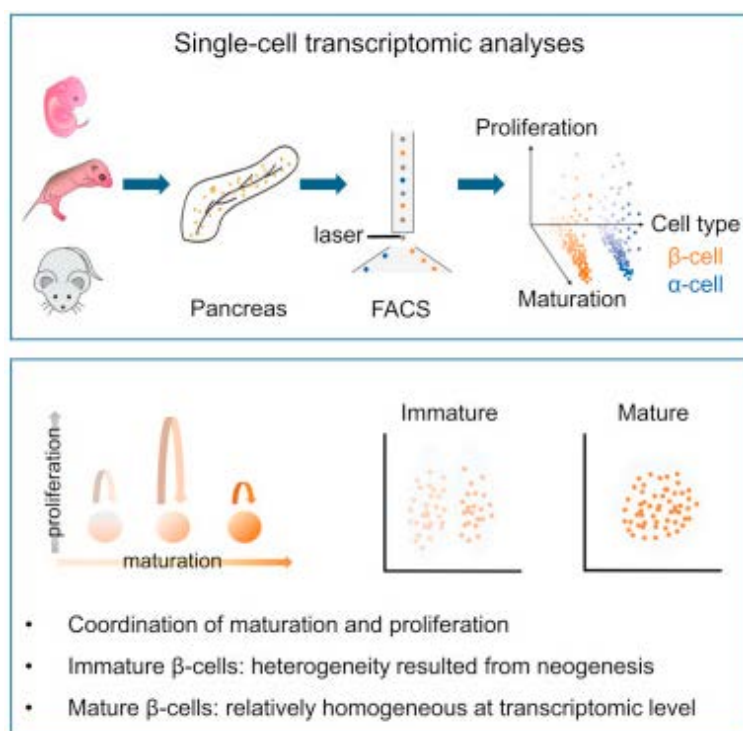 Single-cell transcriptomic analyses
Proliferation
laser
Cell type
β-cell
α-cell
Maturation
Pancreas
FACS
proliferation
maturation
Immature
Mature
• Coordination of maturation and proliferation
• Immature β-cells: heterogeneity resulted from neogenesis
• Mature β-cells: relatively homogeneous at transcriptomic level